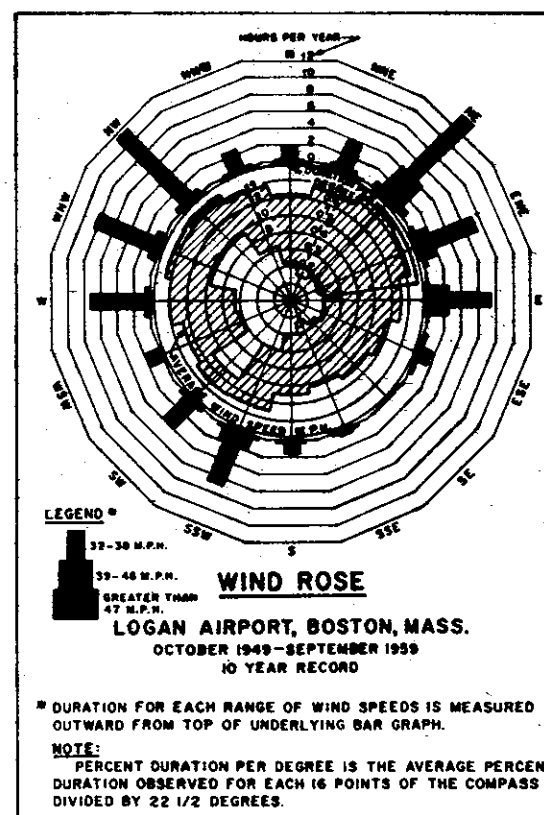 HOURS PER YEAR
N
12
10
8
6
4
2
0
NNW
NNE
NW
NE
WNW
ENE
W
E
WSW
ESE
SW
SE
SSW
SSE
S
DEGREE
AVERAGE WIND SPEED M.P.H.
LEGEND *
32-38 M.P.H.
39-46 M.P.H.
GREATER THAN
47 M.P.H.
WIND ROSE
LOGAN AIRPORT, BOSTON, MASS.
OCTOBER 1949-SEPTEMBER 1959
10 YEAR RECORD
* DURATION FOR EACH RANGE OF WIND SPEEDS IS MEASURED
OUTWARD FROM TOP OF UNDERLYING BAR GRAPH.
NOTE:
PERCENT DURATION PER DEGREE IS THE AVERAGE PERCEN
DURATION OBSERVED FOR EACH 16 POINTS OF THE COMPASS
DIVIDED BY 22 1/2 DEGREES.